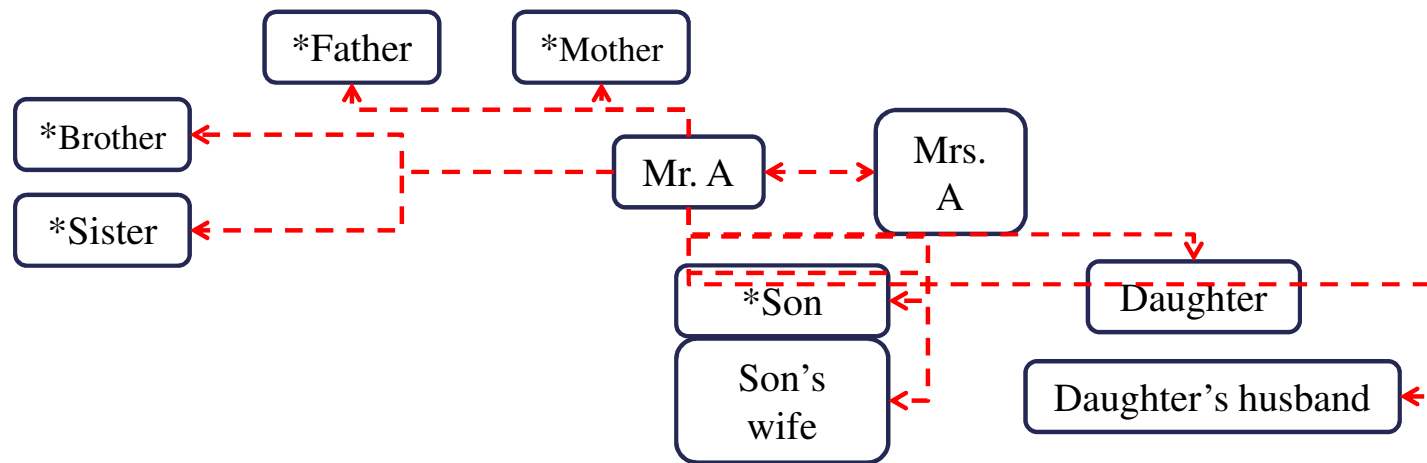 *Father
*Mother
*Brother
Mr. A
Mrs.
A
*Sister
*Son
Daughter
Son’s
wife
Daughter’s husband